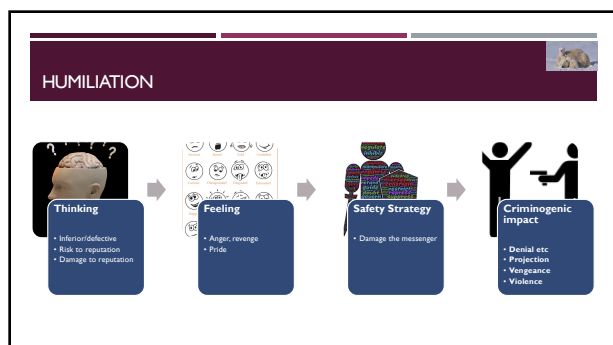 HUMILIATION
Thinking
• Inferior/defective
• Risk to reputation
• Damage to reputation
Feeling
• Anger, revenge
• Pride
Safety Strategy
• Damage the messenger
Criminogenic
impact
• Denial etc
• Projection
• Vengeance
• Violence